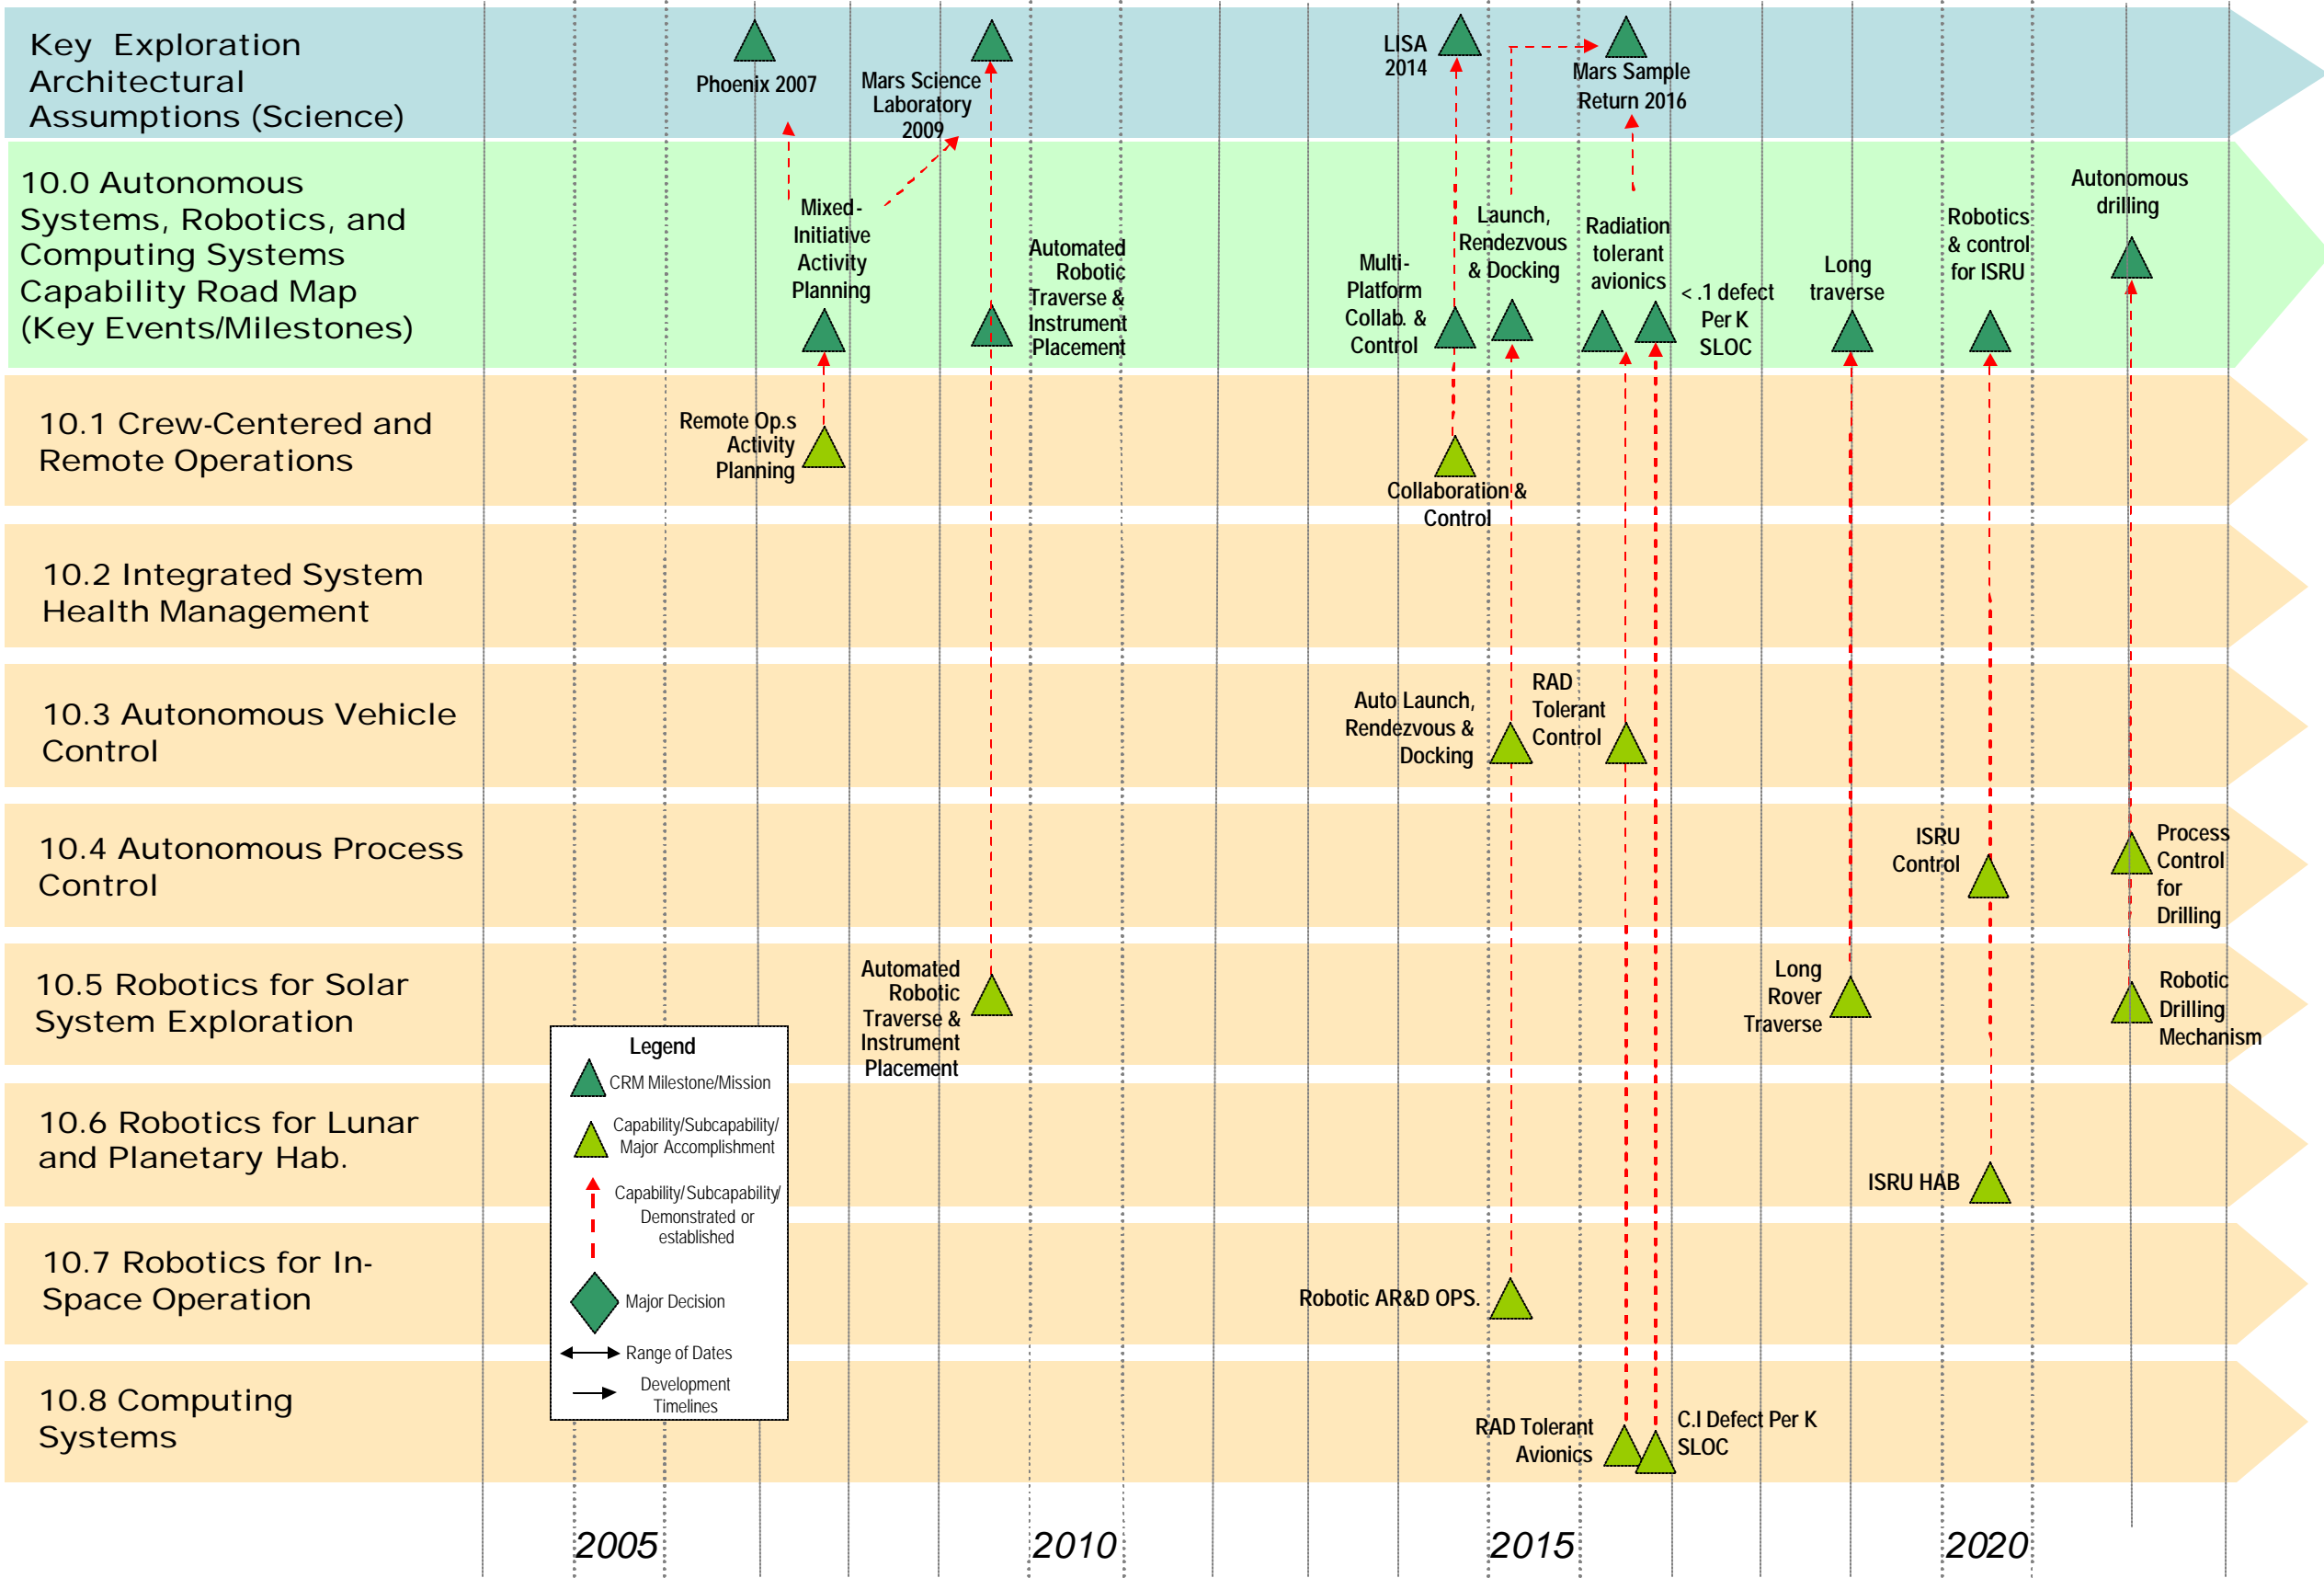 Key Exploration
Architectural
Assumptions (Science)
Phoenix 2007
Mars Science
Laboratory
2009
LISA
2014
Mars Sample
Return 2016
10.0 Autonomous
Systems, Robotics, and
Computing Systems
Capability Road Map
(Key Events/Milestones)
Mixed-
Initiative
Activity
Planning
Automated
Robotic
Traverse &
Instrument
Placement
Multi-
Platform
Collab. &
Control
Launch,
Rendezvous
& Docking
Radiation
tolerant
avionics
< .1 defect
Per K
SLOC
Long
traverse
Robotics
& control
for ISRU
Autonomous
drilling
10.1 Crew-Centered and
Remote Operations
Remote Op.s
Activity
Planning
Collaboration &
Control
10.2 Integrated System
Health Management
10.3 Autonomous Vehicle
Control
Auto Launch,
Rendezvous &
Docking
RAD
Tolerant
Control
10.4 Autonomous Process
Control
ISRU
Control
Process
Control
for
Drilling
10.5 Robotics for Solar
System Exploration
Automated
Robotic
Traverse &
Instrument
Placement
Long
Rover
Traverse
Robotic
Drilling
Mechanism
Legend
CRM Milestone/Mission
Capability/Subcapability/
Major Accomplishment
Capability/Subcapability/
Demonstrated or
established
Major Decision
Range of Dates
Development
Timelines
10.6 Robotics for Lunar
and Planetary Hab.
ISRU HAB
10.7 Robotics for In-
Space Operation
Robotic AR&D OPS.
10.8 Computing
Systems
RAD Tolerant
Avionics
C.I Defect Per K
SLOC
2005
2010
2015
2020